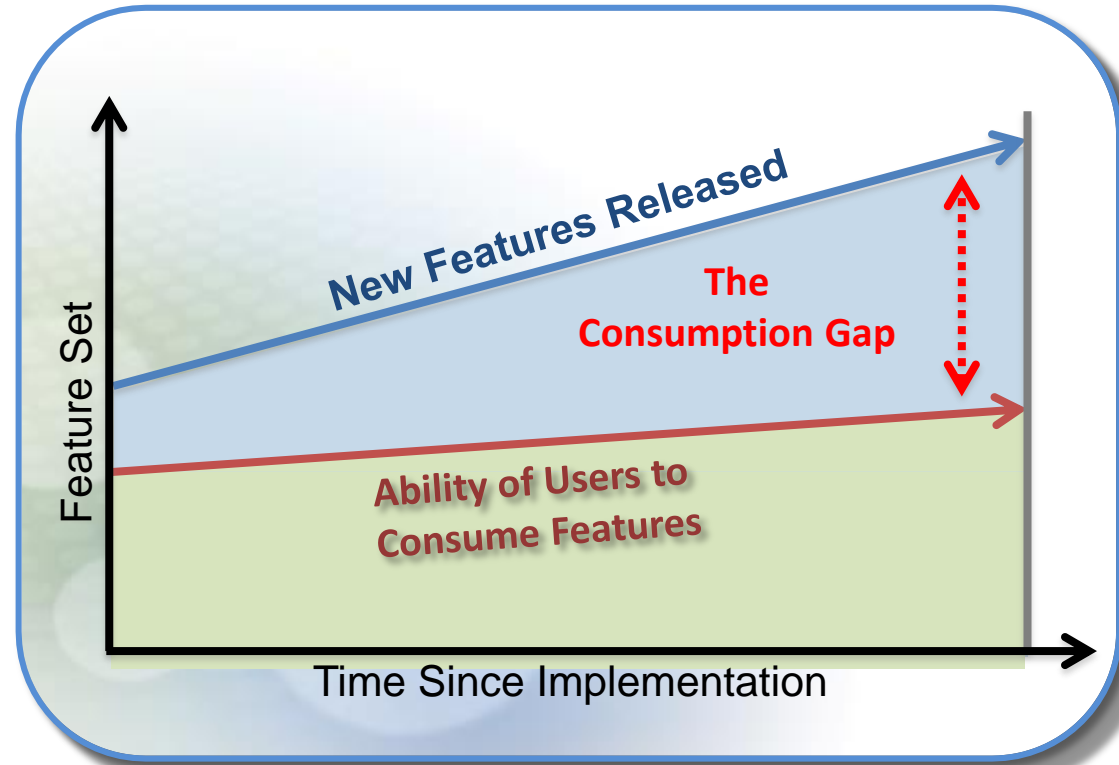 New Features Released
The
Consumption Gap
Feature Set
Ability of Users to
Consume Features
Time Since Implementation